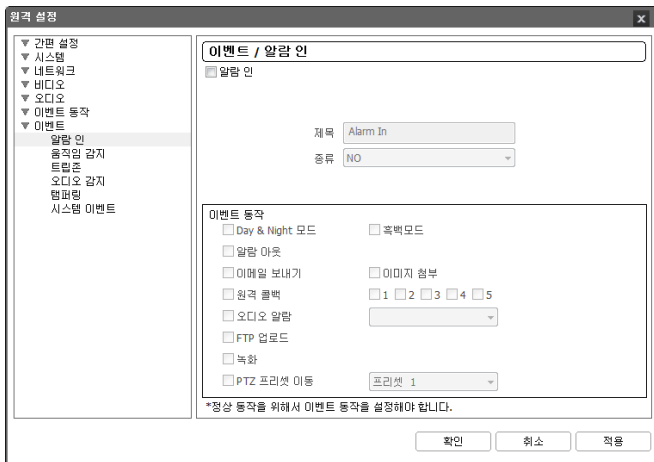 원격 설정
간편 설정
시스템
네트워크
비디오
오디오
이벤트 동작
이벤트
알람 인
움직임 감지
트립존
오디오 감지
탬퍼링
시스템 이벤트
이벤트 / 알람 인
알람 인
제목 Alarm In
종류 NO
이벤트 동작
Day & Night 모드 흑백모드
알람 아웃
이메일 보내기 이미지 첨부
원격 콜백 1 2 3 4 5
오디오 알람
FTP 업로드
녹화
PTZ 프리셋 이동 프리셋 1
*정상 동작을 위해서 이벤트 동작을 설정해야 합니다.
확인 취소 적용